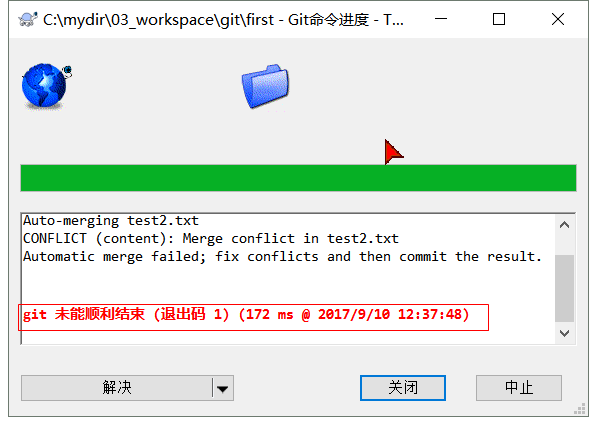 C:\mydir\03_workspace\git\first - Git命令进度 - T...
Auto-merging test2.txt
CONFLICT (content): Merge conflict in test2.txt
Automatic merge failed; fix conflicts and then commit the result.
git 未能顺利结束 (退出码 1) (172 ms @ 2017/9/10 12:37:48)
解决
关闭
中止